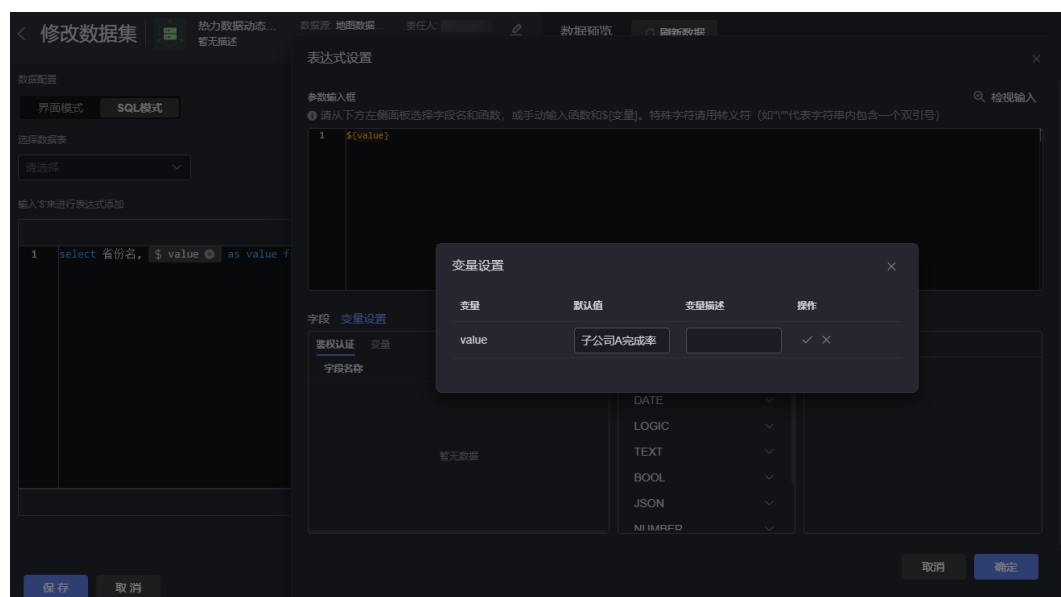 修改数据集
热力数据动态...
暂无描述
数据源 地图数据
责任人:
数据预览
刷新数据
数据配置
界面模式 SQL模式
选择数据表
请选择
输入'$'来进行表达式添加
1 select 省份名, $ value as value f
保存 取消
表达式设置
参数输入框
检视输入
请从下方左侧面板选择字段名和函数，或手动输入函数和${变量}。特殊字符请用转义符（如"\""代表字符串内包含一个双引号）
1 ${value}
字段 变量设置
鉴权认证 变量
字段名称
暂无数据
变量设置
变量 默认值 变量描述 操作
value 子公司A完成率
DATE
LOGIC
TEXT
BOOL
JSON
NUMBER
取消 确定